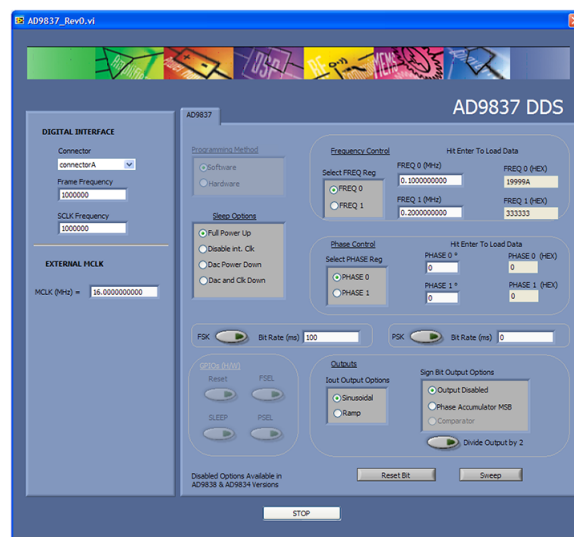 AD9837_Rev0.vi
DSP
RF
MEMS
AD9837 DDS
AD9837
DIGITAL INTERFACE
Connector
connectorA
Frame Frequency
1000000
SCLK Frequency
1000000
EXTERNAL MCLK
MCLK (MHz) = 16.0000000000
Programming Method
Software
Hardware
Sleep Options
Full Power Up
Disable int. Clk
Dac Power Down
Dac and Clk Down
Frequency Control
Hit Enter To Load Data
Select FREQ Reg
FREQ 0
FREQ 1
FREQ 0 (MHz)
0.1000000000
FREQ 0 (HEX)
19999A
FREQ 1 (MHz)
0.2000000000
FREQ 1 (HEX)
333333
Phase Control
Hit Enter To Load Data
Select PHASE Reg
PHASE 0
PHASE 1
PHASE 0 °
0
PHASE 0 (HEX)
0
PHASE 1 °
0
PHASE 1 (HEX)
0
FSK Bit Rate (ms) 100
PSK Bit Rate (ms) 0
GPIOs (H/W)
Reset FSEL
SLEEP PSEL
Outputs
Iout Output Options
Sinusoidal
Ramp
Sign Bit Output Options
Output Disabled
Phase Accumulator MSB
Comparator
Divide Output by 2
Disabled Options Available in
AD9838 & AD9834 Versions
Reset Bit
Sweep
STOP